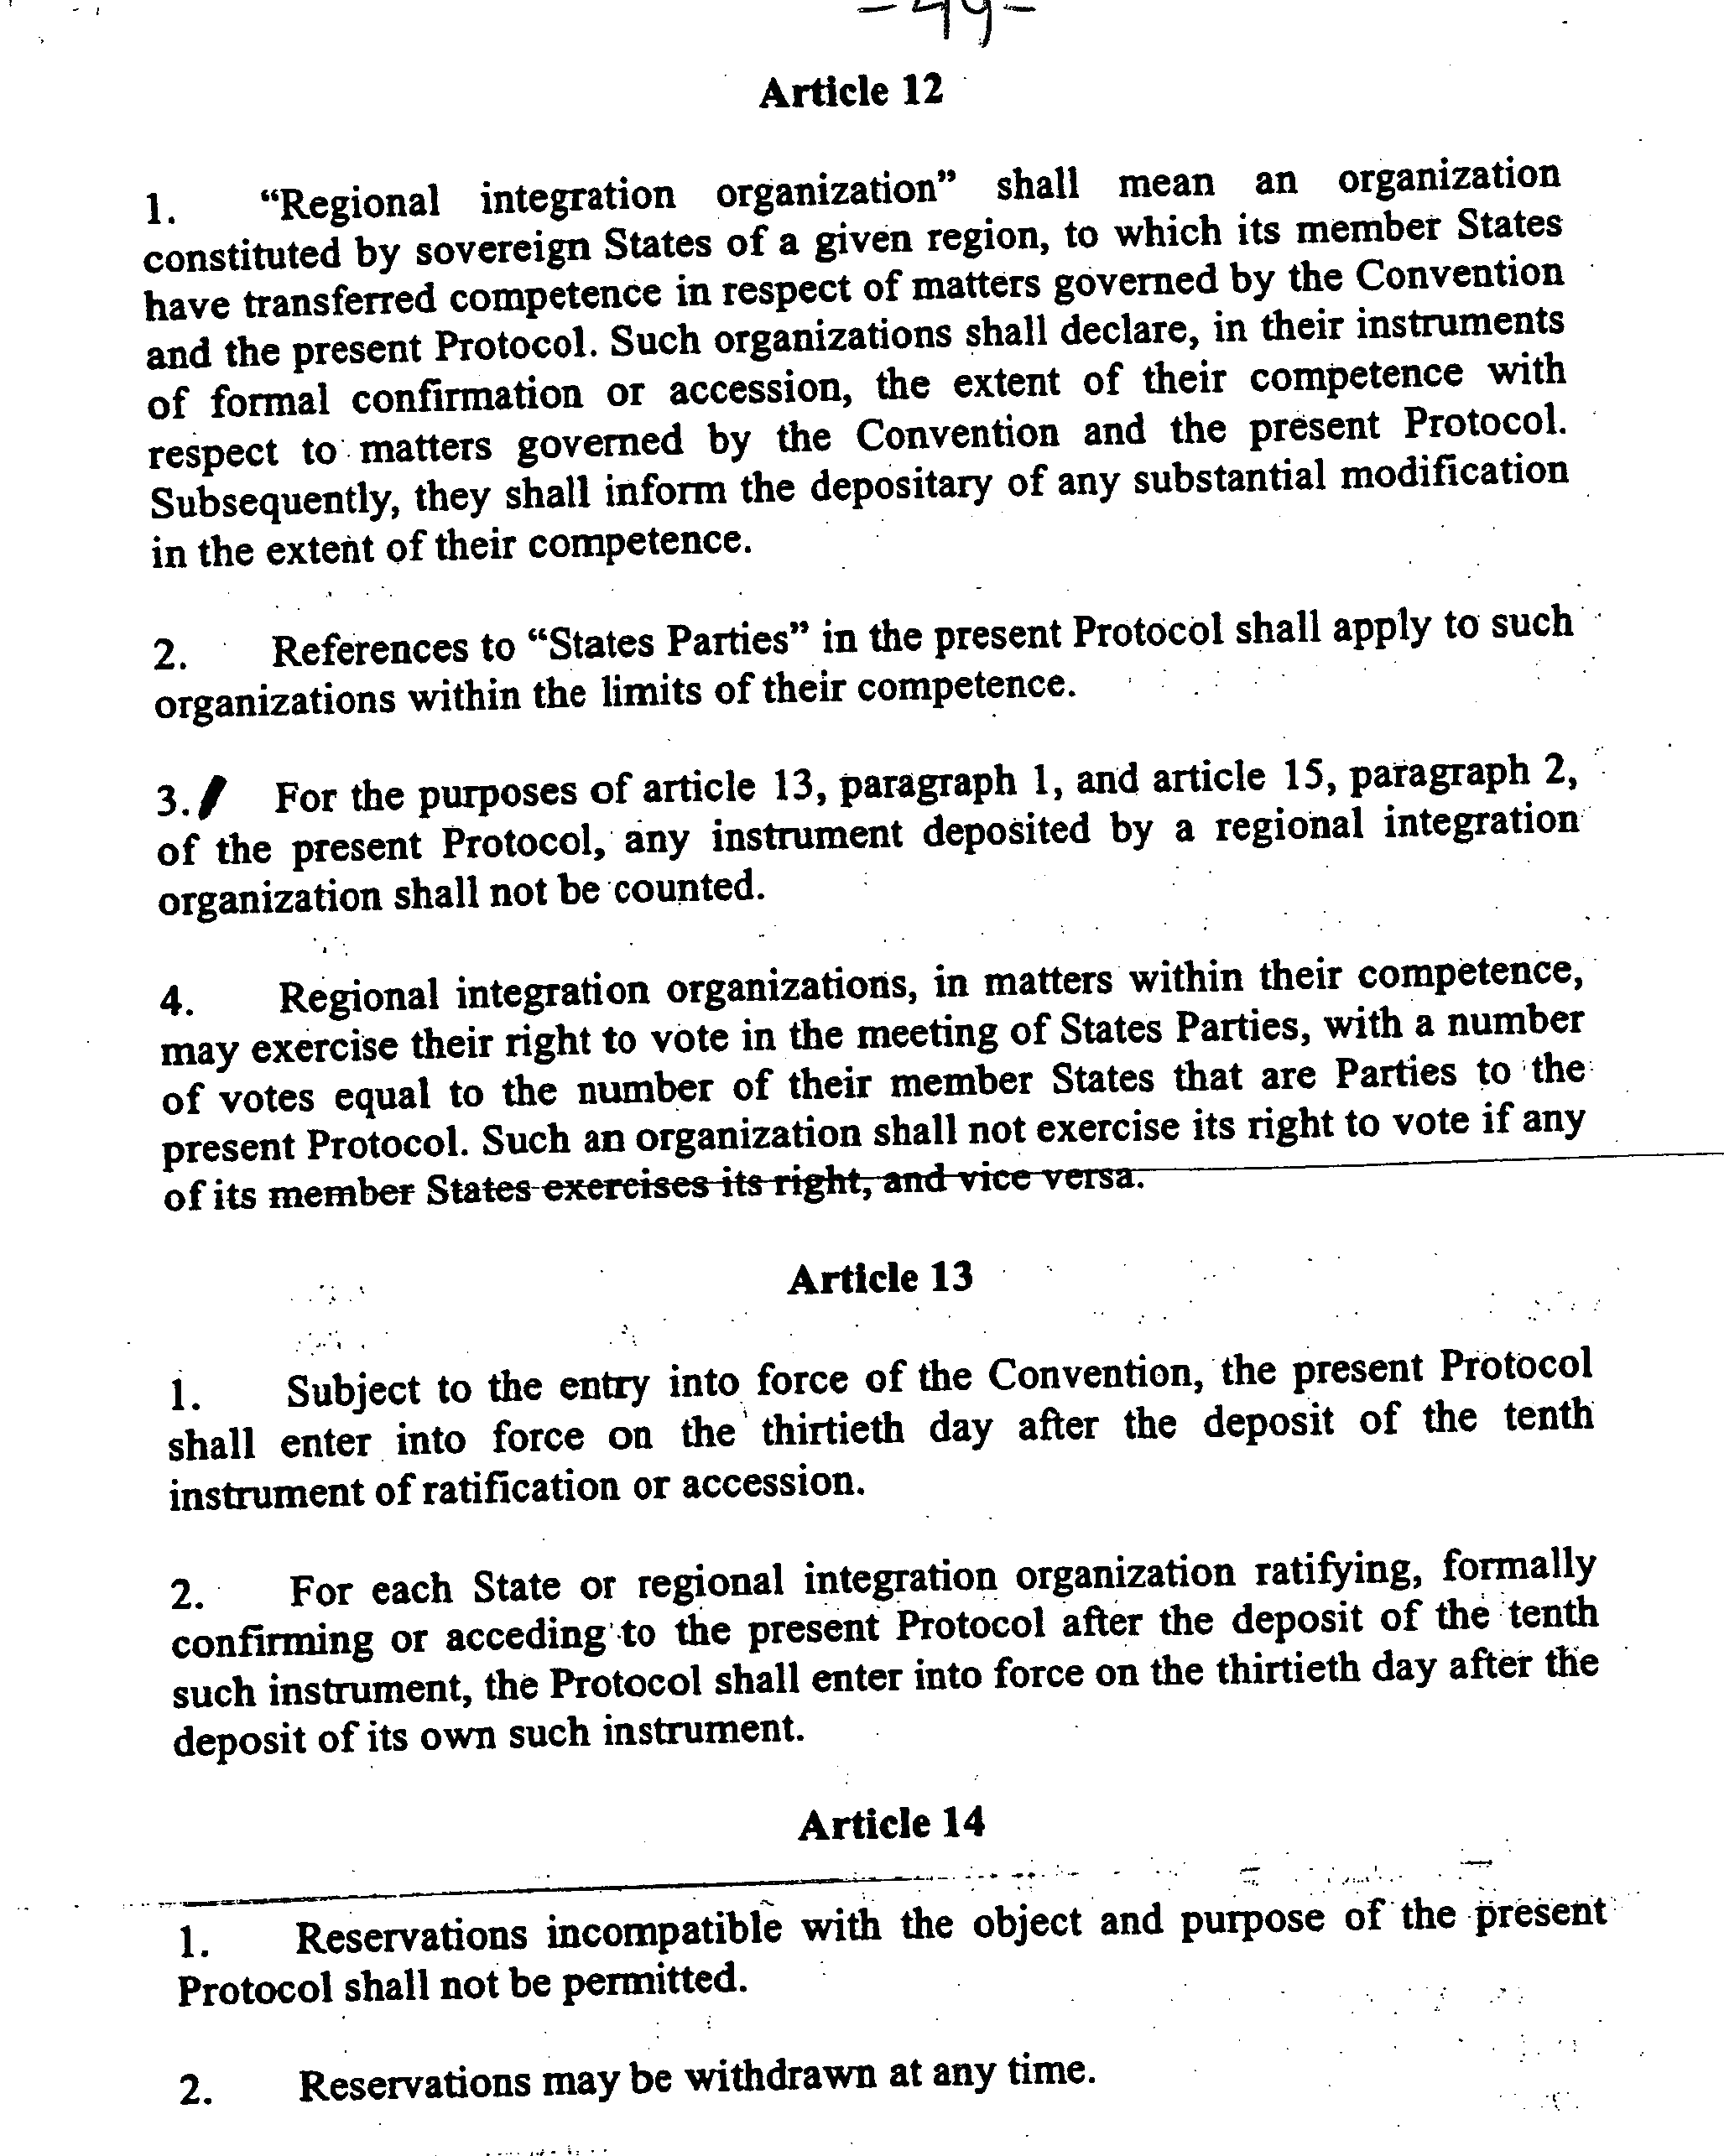 -49-
Article 12
1. “Regional integration organization” shall mean an organization
constituted by sovereign States of a given region, to which its member States
have transferred competence in respect of matters governed by the Convention
and the present Protocol. Such organizations shall declare, in their instruments
of formal confirmation or accession, the extent of their competence with
respect to matters governed by the Convention and the present Protocol.
Subsequently, they shall inform the depositary of any substantial modification
in the extent of their competence.
2. References to “States Parties” in the present Protocol shall apply to such
organizations within the limits of their competence.
3. For the purposes of article 13, paragraph 1, and article 15, paragraph 2,
of the present Protocol, any instrument deposited by a regional integration
organization shall not be counted.
4. Regional integration organizations, in matters within their competence,
may exercise their right to vote in the meeting of States Parties, with a number
of votes equal to the number of their member States that are Parties to the
present Protocol. Such an organization shall not exercise its right to vote if any
of its member States exercises its right, and vice versa.
Article 13
1. Subject to the entry into force of the Convention, the present Protocol
shall enter into force on the thirtieth day after the deposit of the tenth
instrument of ratification or accession.
2. For each State or regional integration organization ratifying, formally
confirming or acceding to the present Protocol after the deposit of the tenth
such instrument, the Protocol shall enter into force on the thirtieth day after the
deposit of its own such instrument.
Article 14
1. Reservations incompatible with the object and purpose of the present
Protocol shall not be permitted.
2. Reservations may be withdrawn at any time.